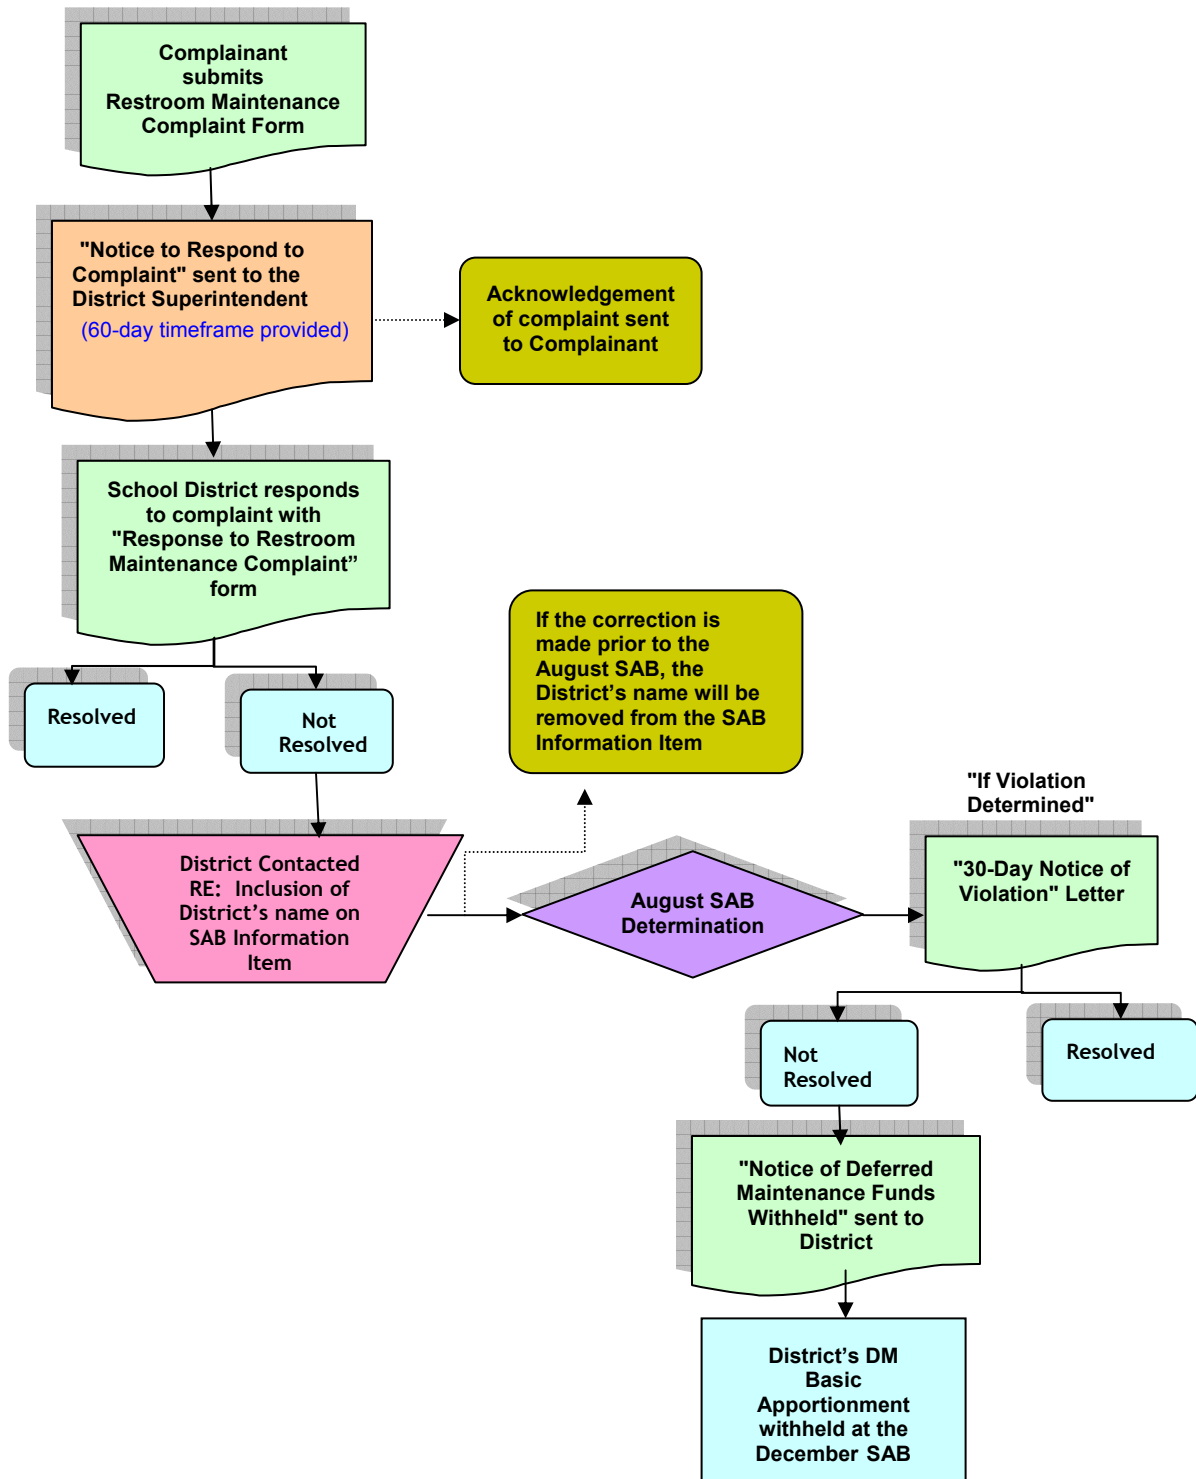 Complainant
submits
Restroom Maintenance
Complaint Form
"Notice to Respond to
Complaint" sent to the
District Superintendent
(60-day timeframe provided)
Acknowledgement
of complaint sent
to Complainant
School District responds
to complaint with
"Response to Restroom
Maintenance Complaint”
form
Resolved
Not
Resolved
If the correction is
made prior to the
August SAB, the
District’s name will be
removed from the SAB
Information Item
District Contacted
RE:  Inclusion of
District’s name on
SAB Information
Item
August SAB
Determination
"If Violation
Determined"
"30-Day Notice of
Violation" Letter
Not
Resolved
Resolved
"Notice of Deferred
Maintenance Funds
Withheld" sent to
District
District’s DM
Basic
Apportionment
withheld at the
December SAB